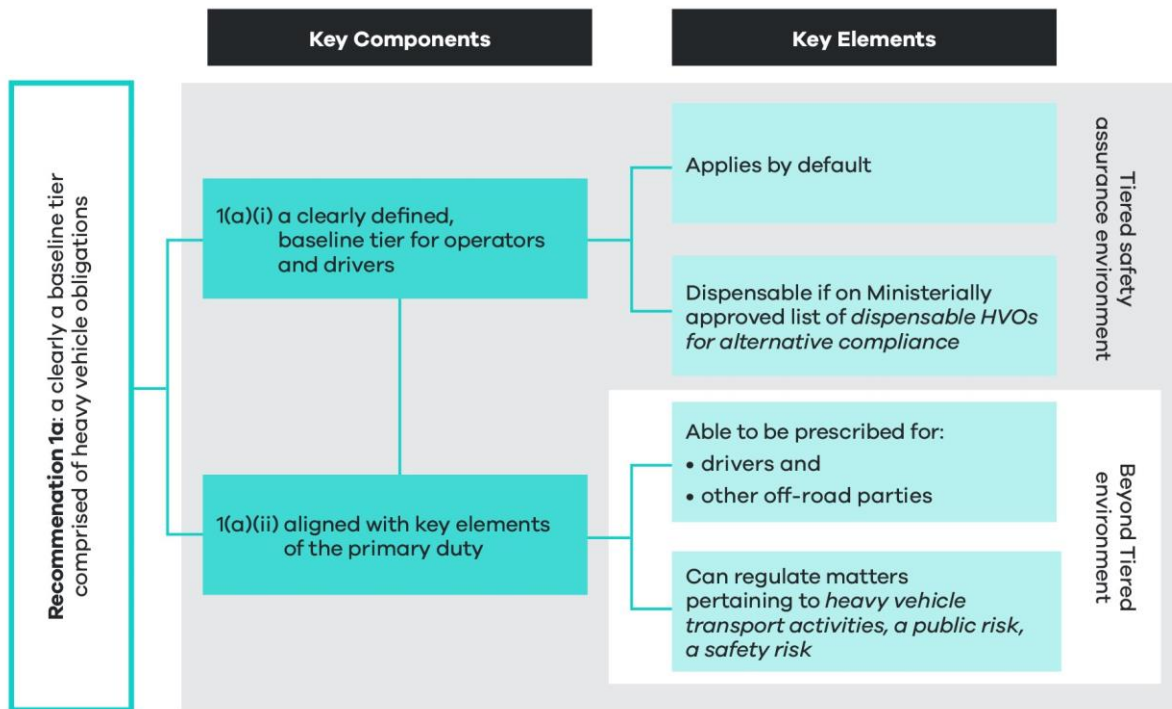 Key Components
Key Elements
Recommenation 1a: a clearly a baseline tier
comprised of heavy vehicle obligations
1(a)(i) a clearly defined,
baseline tier for operators
and drivers
Applies by default
Dispensable if on Ministerially
approved list of dispensable HVOs
for alternative compliance
Tiered safety
assurance environment
1(a)(ii) aligned with key elements
of the primary duty
Able to be prescribed for:
• drivers and
• other off-road parties
Can regulate matters
pertaining to heavy vehicle
transport activities, a public risk,
a safety risk
Beyond Tiered
environment